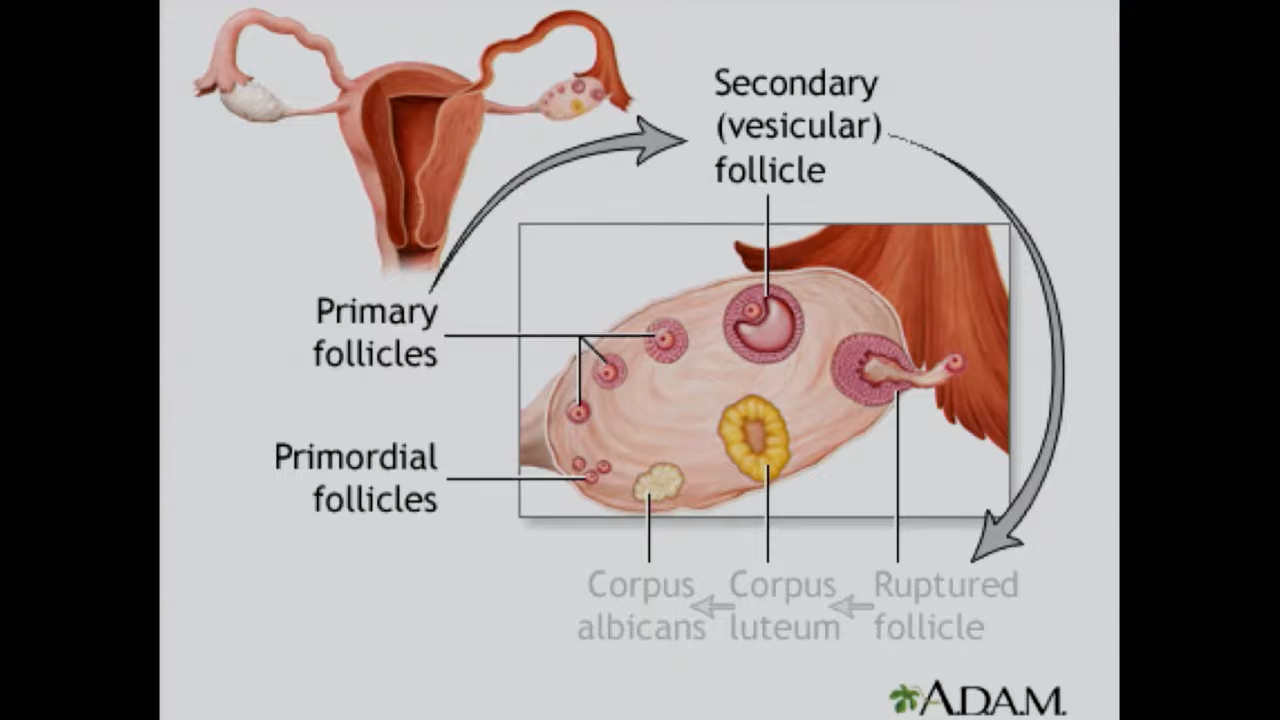 Secondary
(vesicular)
follicle
Primary
follicles
Primordial
follicles
Corpus
albicans
Corpus
luteum
Ruptured
follicle
A.D.A.M.